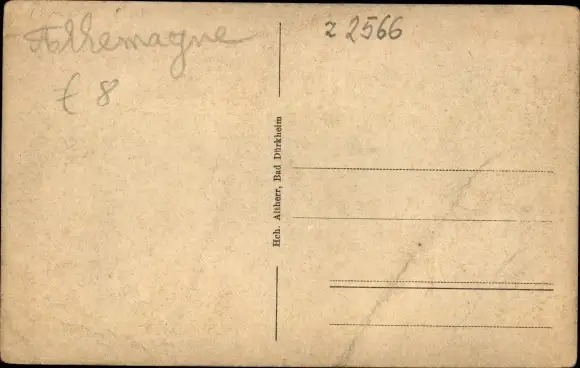 Allemagne
£ 8
z 2566
Hch. Altherr, Bad Dürkheim